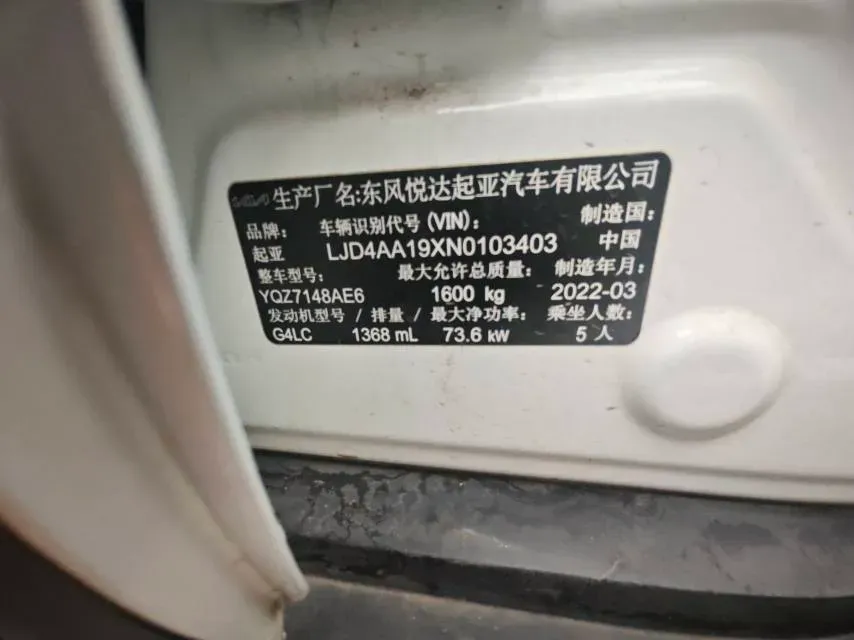 KIA 生产厂名:东风悦达起亚汽车有限公司
品牌: 车辆识别代号(VIN): 制造国:
起亚 LJD4AA19XN0103403 中国
整车型号: 最大允许总质量: 制造年月:
YQZ7148AE6 1600 kg 2022-03
发动机型号 / 排量 / 最大净功率: 乘坐人数:
G4LC 1368 mL 73.6 kW 5 人